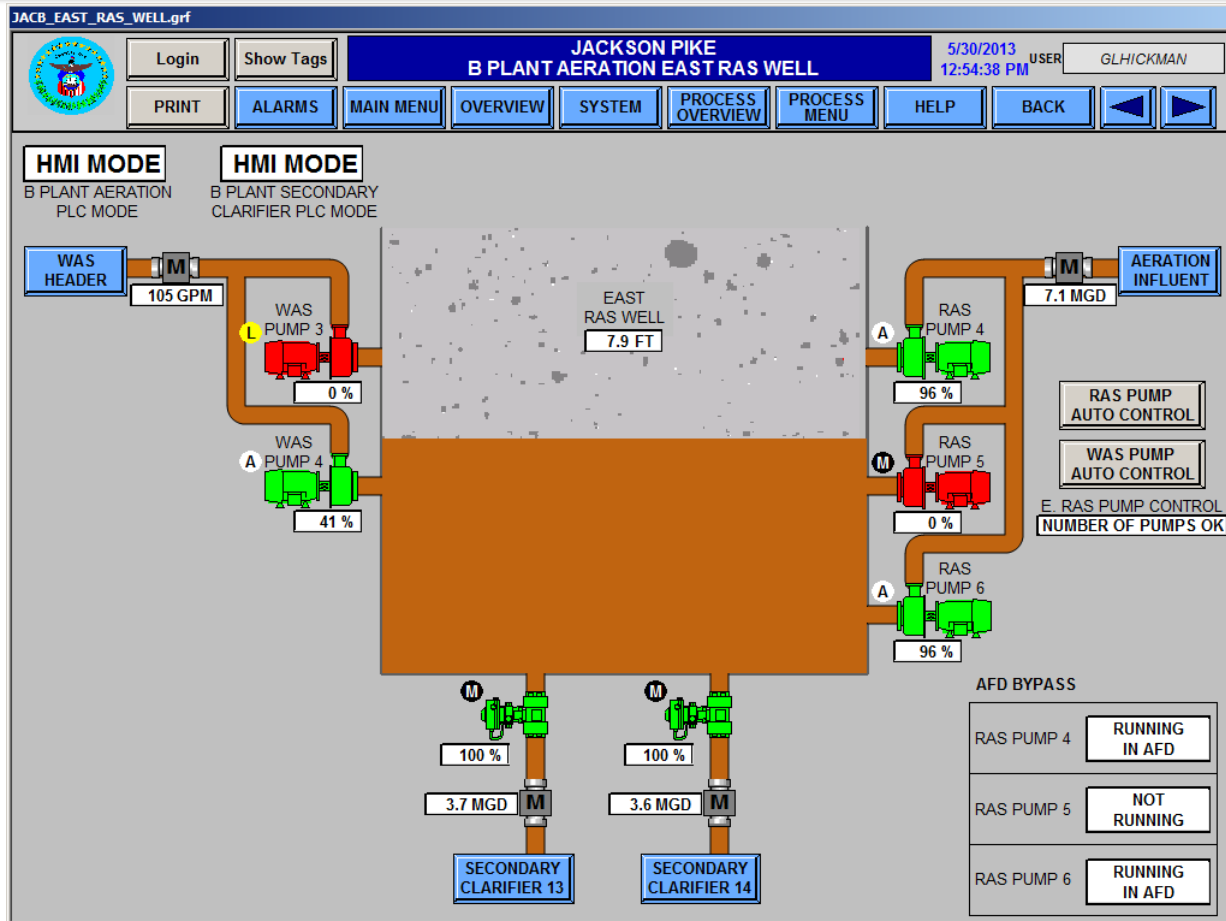 JACB_EAST_RAS_WELL.grf
Login
Show Tags
JACKSON PIKE
B PLANT AERATION EAST RAS WELL
5/30/2013
12:54:38 PM
USER
GLHICKMAN
PRINT
ALARMS
MAIN MENU
OVERVIEW
SYSTEM
PROCESS
OVERVIEW
PROCESS
MENU
HELP
BACK
HMI MODE
B PLANT AERATION
PLC MODE
HMI MODE
B PLANT SECONDARY
CLARIFIER PLC MODE
WAS
HEADER
M
105 GPM
WAS
PUMP 3
L
0 %
WAS
PUMP 4
A
41 %
EAST
RAS WELL
7.9 FT
M
7.1 MGD
AERATION
INFLUENT
RAS
PUMP 4
A
96 %
RAS
PUMP 5
M
0 %
RAS
PUMP 6
A
96 %
RAS PUMP
AUTO CONTROL
WAS PUMP
AUTO CONTROL
E. RAS PUMP CONTROL
NUMBER OF PUMPS OK
M
100 %
3.7 MGD
M
SECONDARY
CLARIFIER 13
M
100 %
3.6 MGD
M
SECONDARY
CLARIFIER 14
AFD BYPASS
RAS PUMP 4
RUNNING
IN AFD
RAS PUMP 5
NOT
RUNNING
RAS PUMP 6
RUNNING
IN AFD